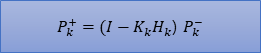 P_k^+ = (I − K_k H_k) P_k^−